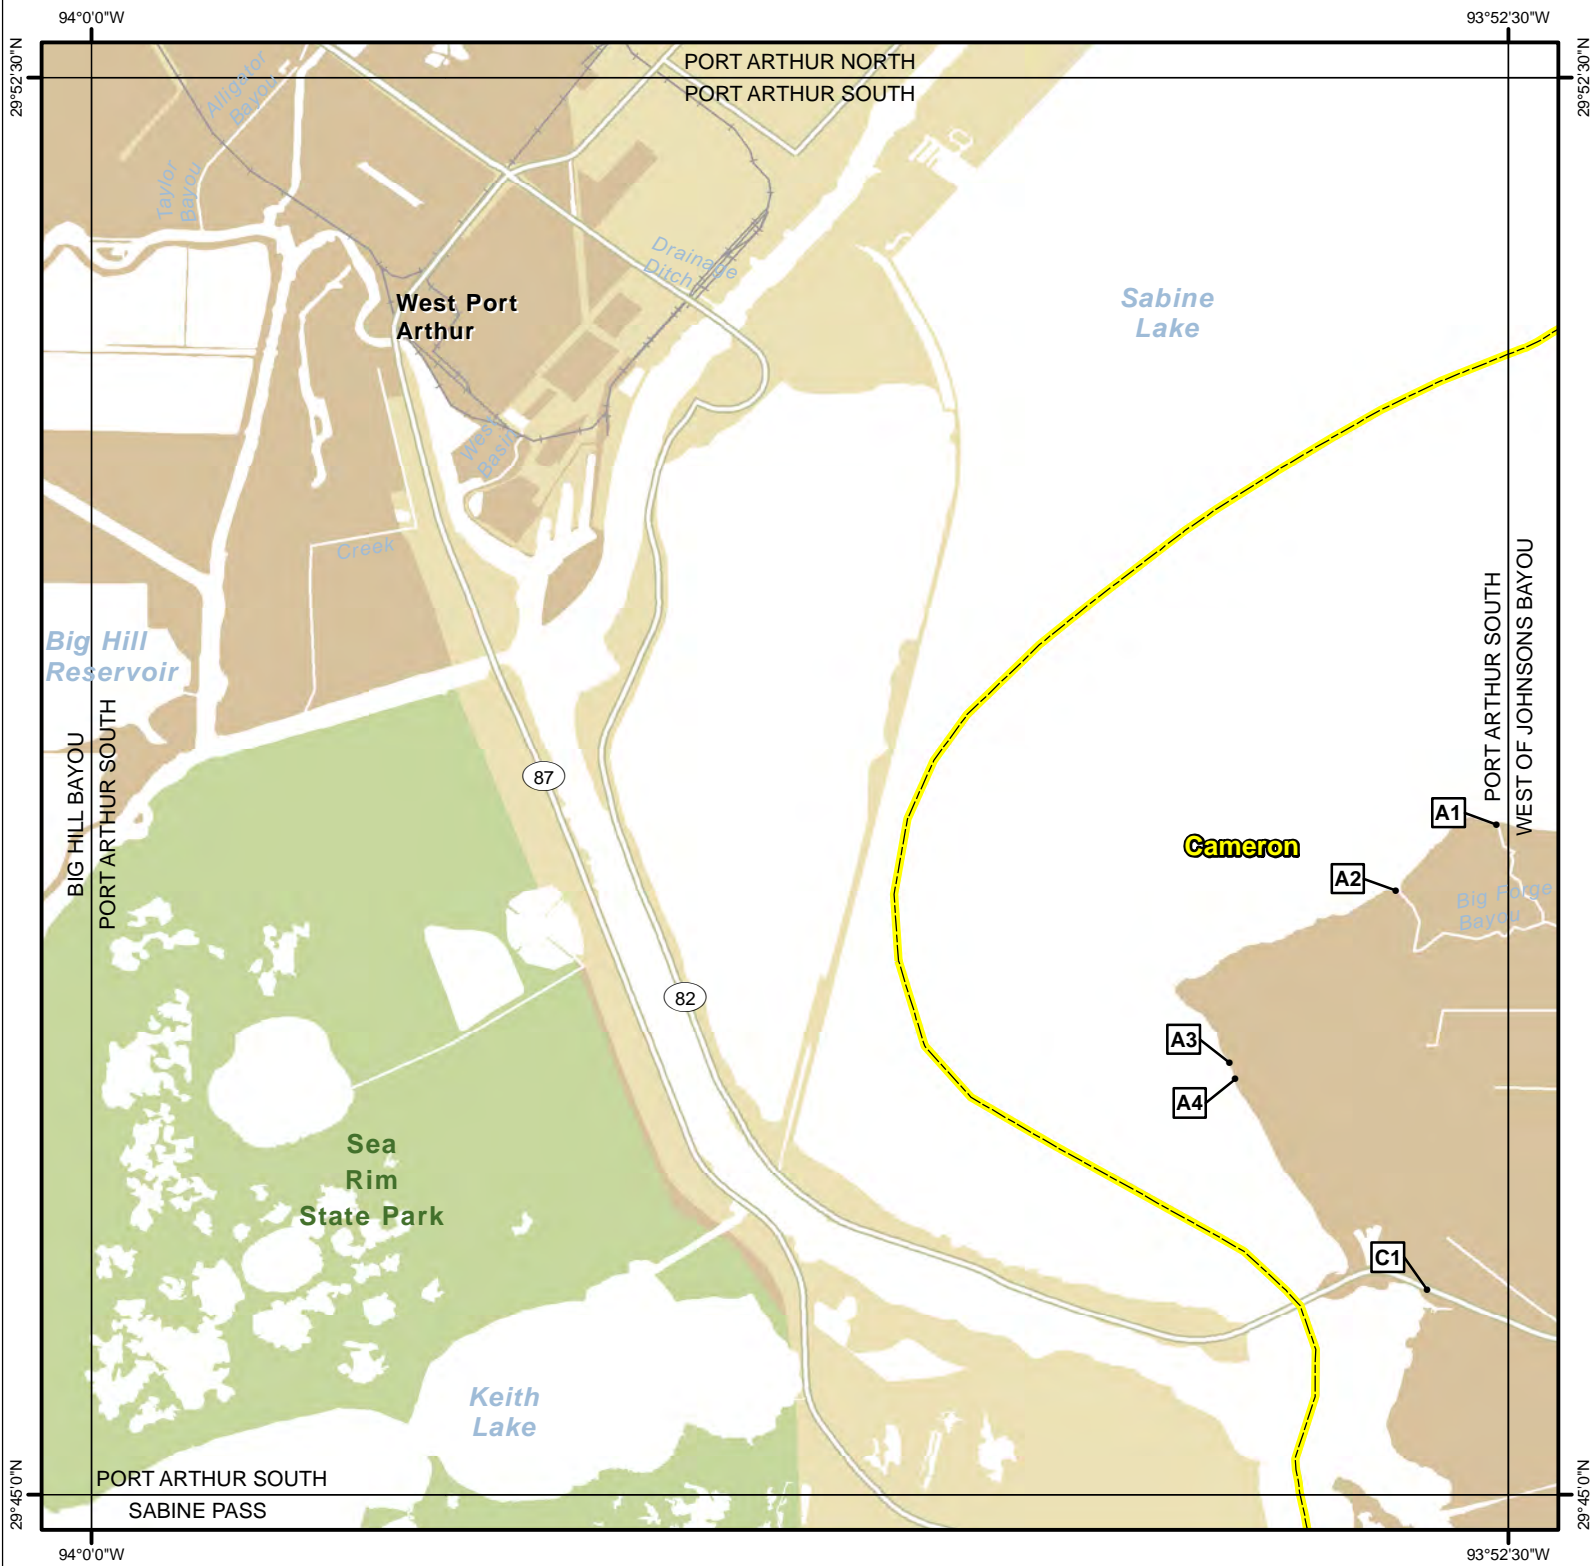 94°0'0"W
93°52'30"W
29°52'30"N
29°52'30"N
PORT ARTHUR NORTH
PORT ARTHUR SOUTH
Alligator
Bayou
Taylor
Bayou
Drainage
Ditch
West Port
Arthur
Sabine
Lake
West
Basin
Creek
Big Hill
Reservoir
BIG HILL BAYOU
PORT ARTHUR SOUTH
PORT ARTHUR SOUTH
WEST OF JOHNSONS BAYOU
87
A1
Cameron
A2
Big Forge
Bayou
82
A3
A4
Sea
Rim
State Park
C1
Keith
Lake
PORT ARTHUR SOUTH
SABINE PASS
29°45'0"N
29°45'0"N
94°0'0"W
93°52'30"W